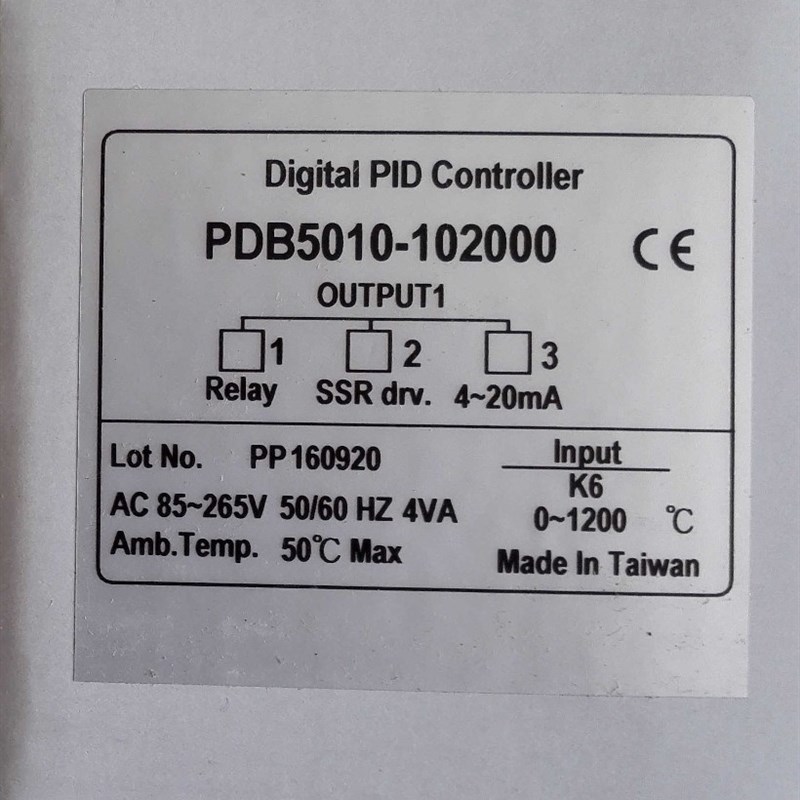 Digital PID Controller
PDB5010-102000 CE
OUTPUT1
1 2 3
Relay SSR drv. 4~20mA
Lot No. PP160920 Input
K6
AC 85~265V 50/60 HZ 4VA 0~1200 ℃
Amb.Temp. 50℃ Max Made In Taiwan